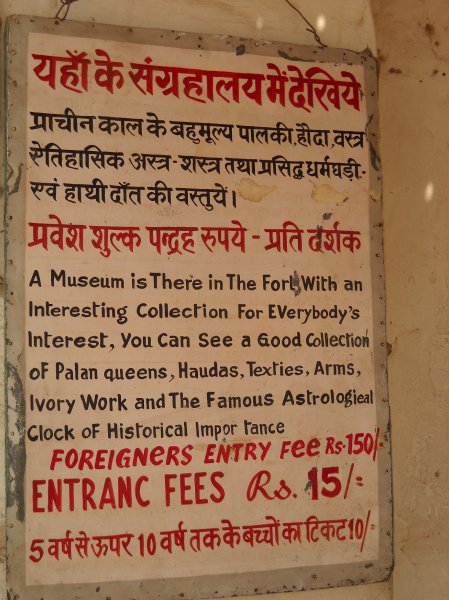 यहाँ के संग्रहालय में देखिये
प्राचीन काल के बहुमूल्य पालकी, हौदा, वस्त्र
ऐतिहासिक अस्त्र-शस्त्र तथा प्रसिद्ध धर्मघड़ी-
एवं हाथी दाँत की वस्तुयें।
प्रवेश शुल्क पन्द्रह रुपये - प्रति दर्शक
A Museum is There in The Fort With an
Interesting Collection For EVerybody's
Interest, You Can See a Good Collection
of Palan queens, Haudas, Texties, Arms,
Ivory Work and The Famous Astrologieal
Clock of Historical Impor tance
FOREIGNERS ENTRY Fee Rs.150/-
ENTRANC FEES Rs. 15/=
5 वर्ष से ऊपर 10 वर्ष तक के बच्चों का टिकट 10/=